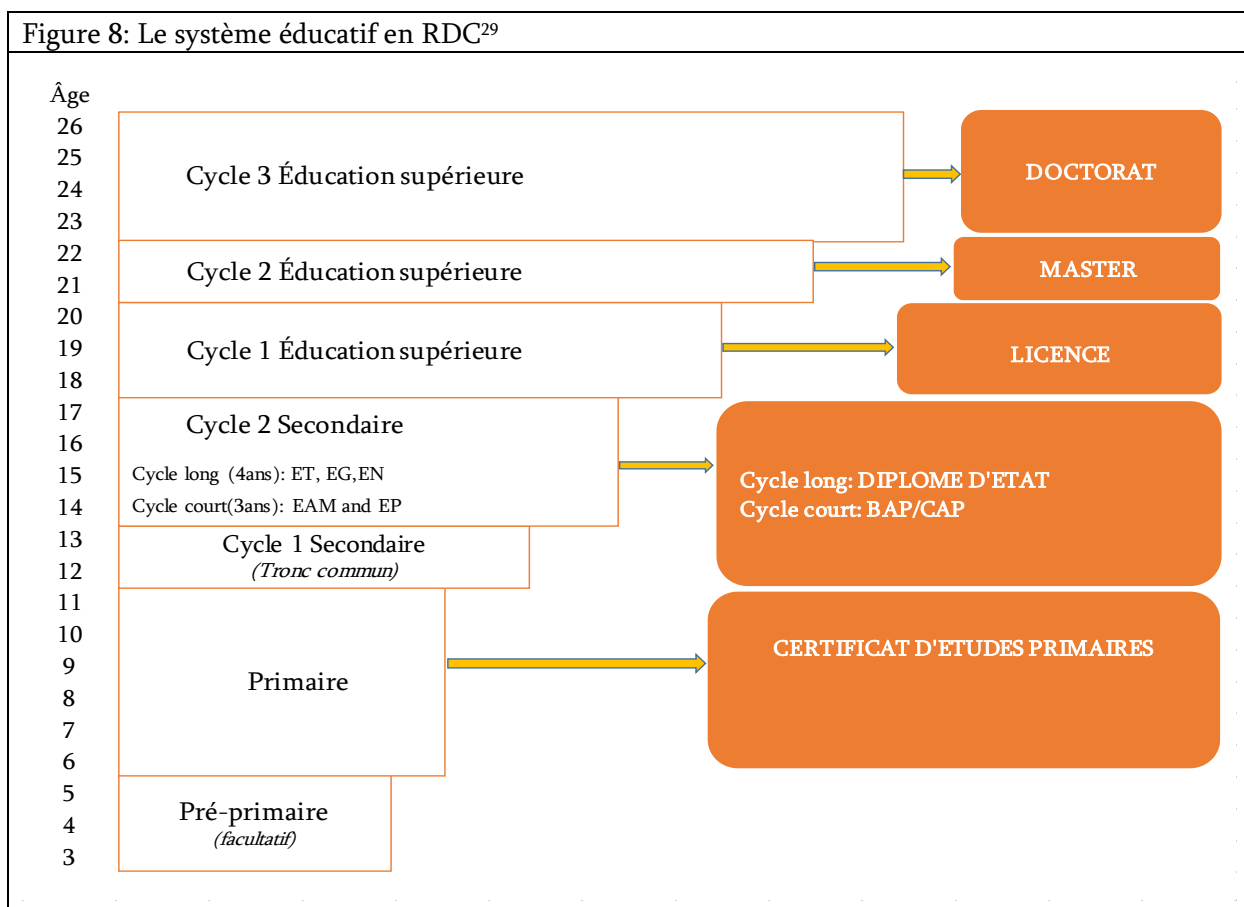 Figure 8: Le système éducatif en RDC²⁹
Âge
26
25
24
23
Cycle 3 Éducation supérieure
DOCTORAT
22
21
Cycle 2 Éducation supérieure
MASTER
20
19
18
Cycle 1 Éducation supérieure
LICENCE
17
16
15
14
Cycle 2 Secondaire
Cycle long (4ans): ET, EG,EN
Cycle court(3ans): EAM and EP
Cycle long: DIPLOME D'ETAT
Cycle court: BAP/CAP
13
12
Cycle 1 Secondaire
(Tronc commun)
11
10
9
8
7
6
Primaire
CERTIFICAT D'ETUDES PRIMAIRES
5
4
3
Pré-primaire
(facultatif)